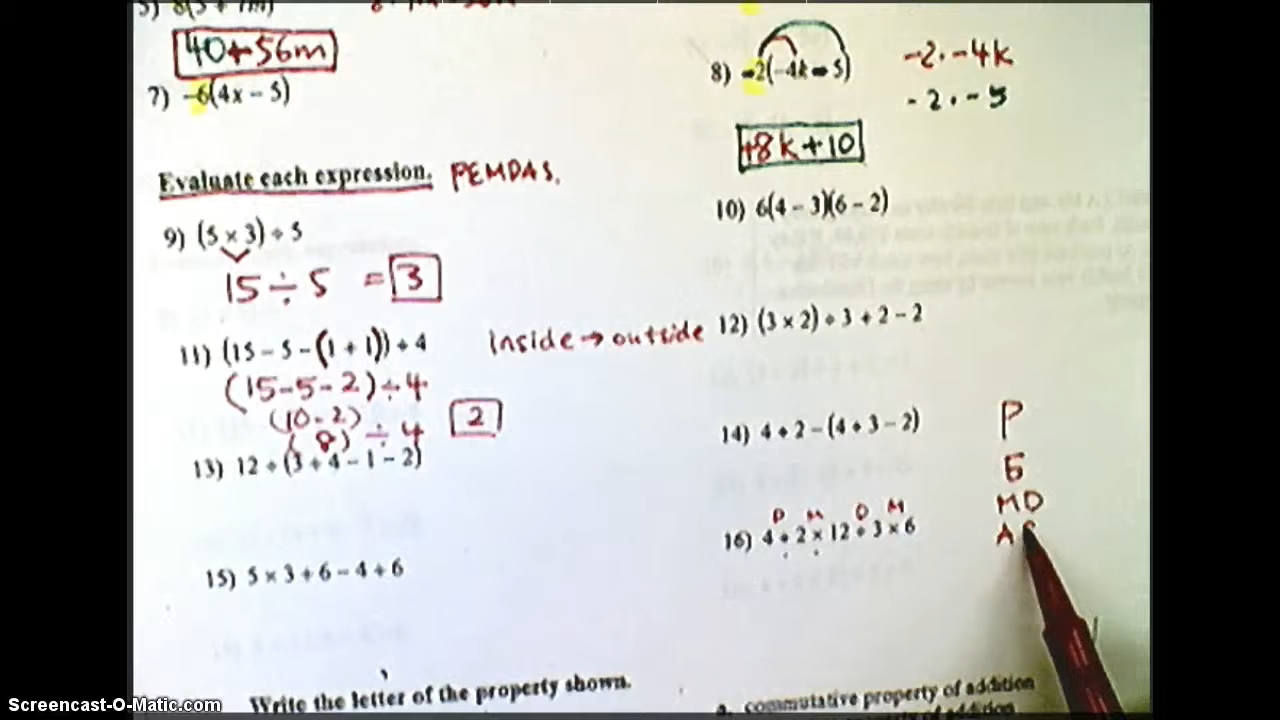 40+56m
7) -6(4x - 5)
8) -2(-4k - 5)
-2·-4k
-2·-5
+8k+10
Evaluate each expression. PEMDAS.
9) (5 × 3) ÷ 5
15 ÷ 5 = 3
10) 6(4 - 3)(6 - 2)
11) (15 - 5 - (1 + 1)) ÷ 4
inside → outside
(15-5-2) ÷ 4
(10-2)
(8) ÷ 4
2
12) (3 × 2) ÷ 3 + 2 - 2
13) 12 ÷ (3 + 4 - 1 - 2)
14) 4 + 2 - (4 + 3 - 2)
P
E
MD
A
D M D M
16) 4 ÷ 2 × 12 ÷ 3 × 6
15) 5 × 3 + 6 - 4 + 6
Write the letter of the property shown.
a. commutative property of addition
property of addition
Screencast-O-Matic.com